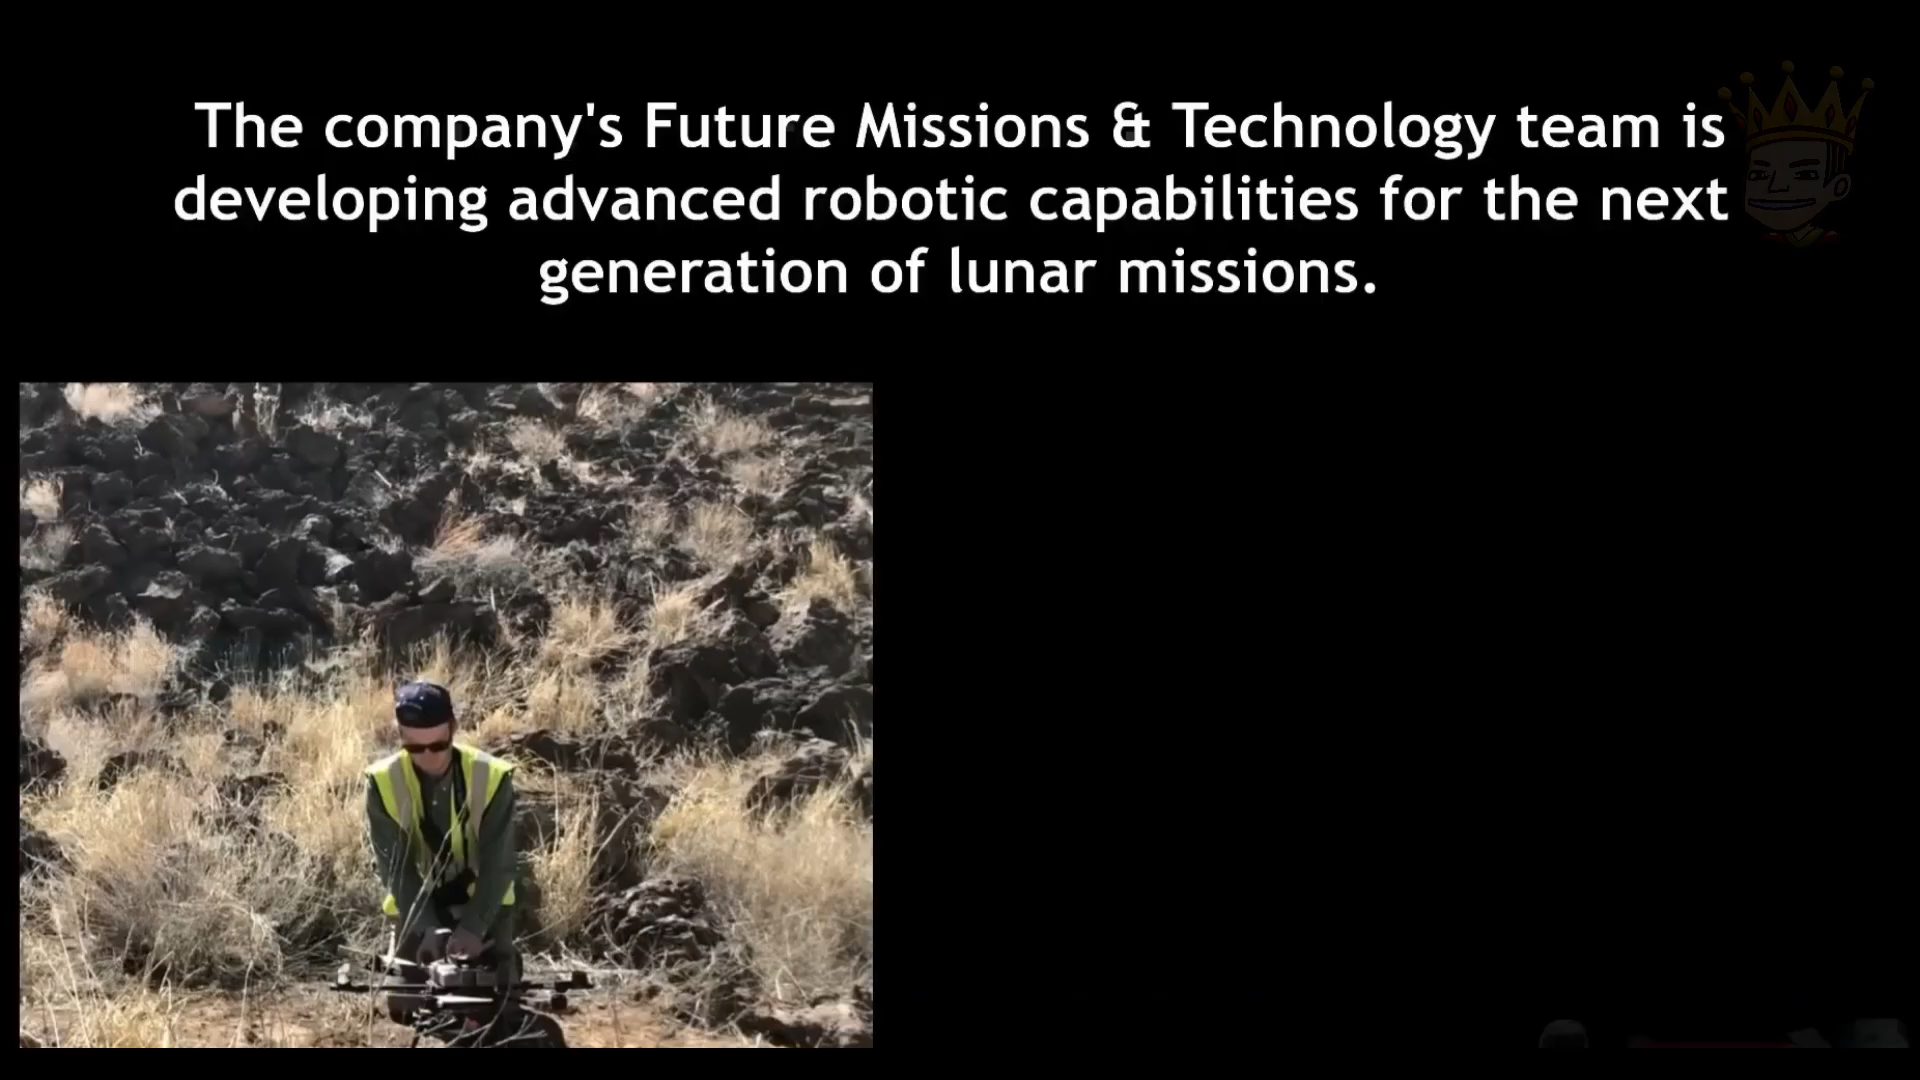 The company's Future Missions & Technology team is
developing advanced robotic capabilities for the next
generation of lunar missions.